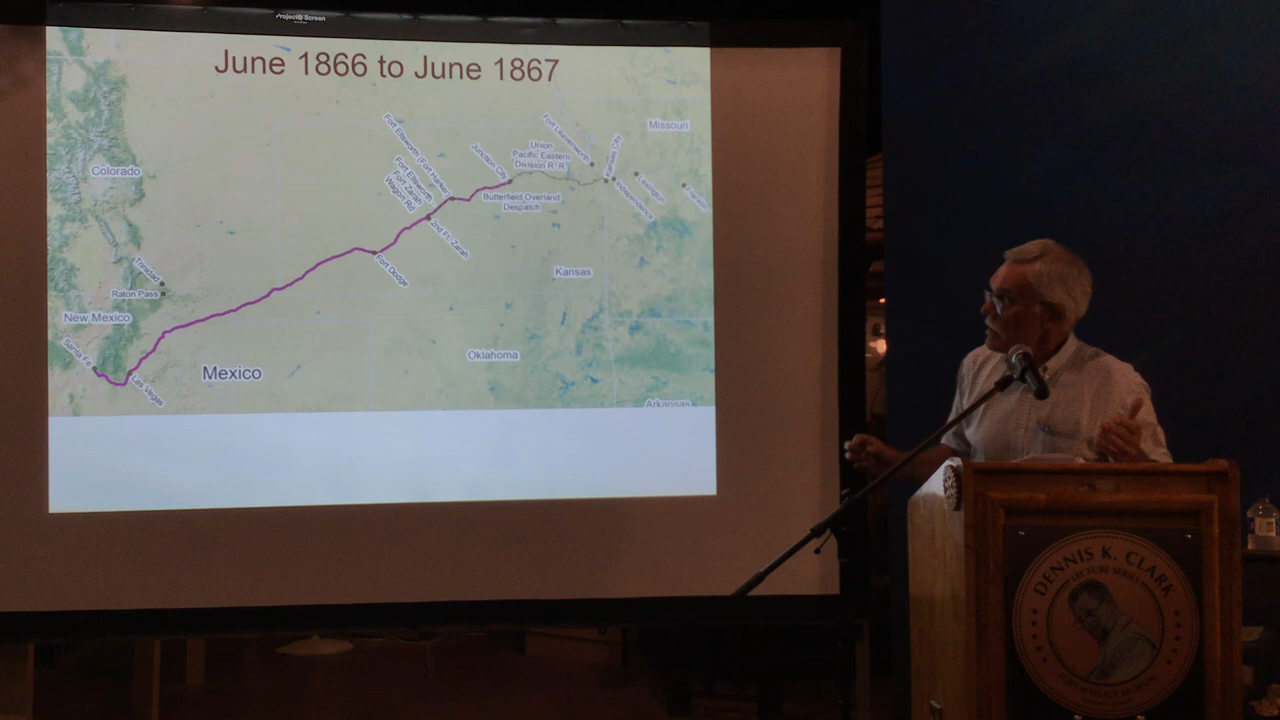 Project@Screen
June 1866 to June 1867
Colorado
Trinidad
Raton Pass
New Mexico
Santa Fe
Las Vegas
Mexico
Fort Ellsworth (Fort Harker)
Fort Ellsworth
Fort Zarah
Wagon Rd
2nd Ft. Zarah
Fort Dodge
Junction City
Union
Pacific Eastern
Division R. R.
Butterfield Overland
Despatch
Fort Leavenworth
Kansas City
Independence
Lexington
Franklin
Missouri
Kansas
Oklahoma
Arkansas
DENNIS K. CLARK
LECTURE SERIES
FORT WALLACE MUSEUM